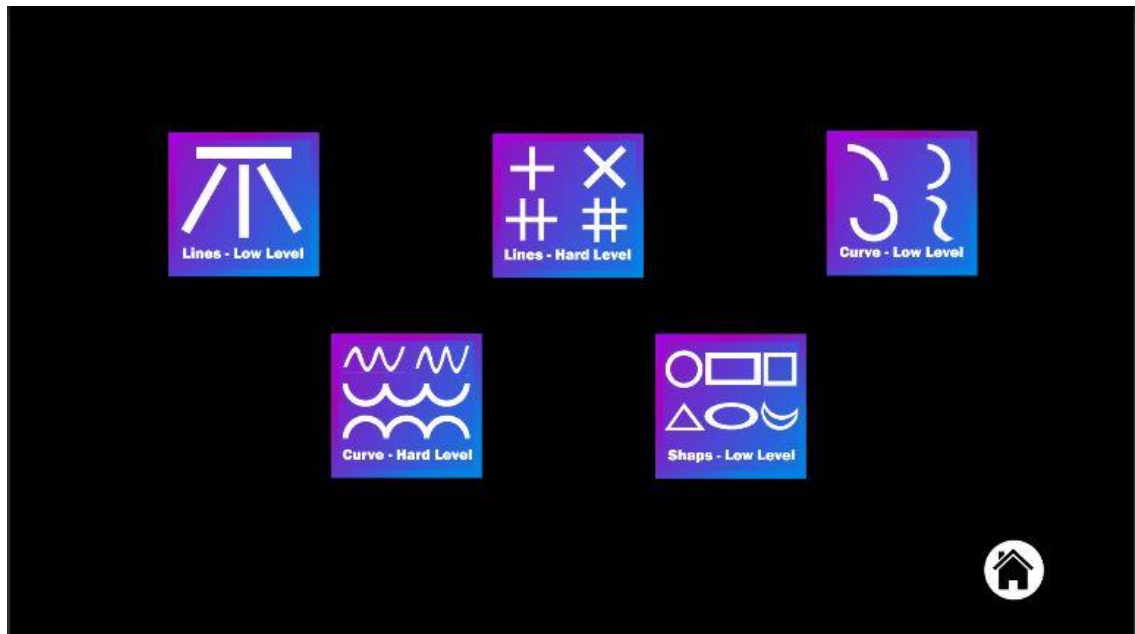 Lines - Low Level
Lines - Hard Level
Curve - Low Level
Curve - Hard Level
Shaps - Low Level